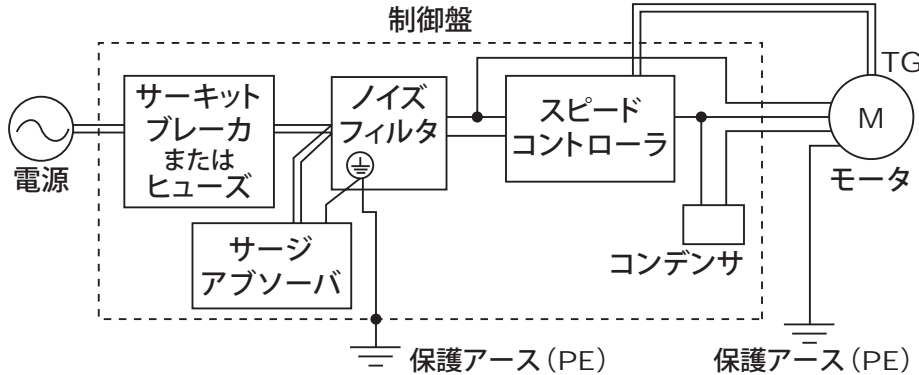 制御盤
TG
サーキット
ブレーカ
または
ヒューズ
ノイズ
フィルタ
スピード
コントローラ
M
電源
モータ
サージ
アブソーバ
コンデンサ
保護アース(PE)
保護アース(PE)